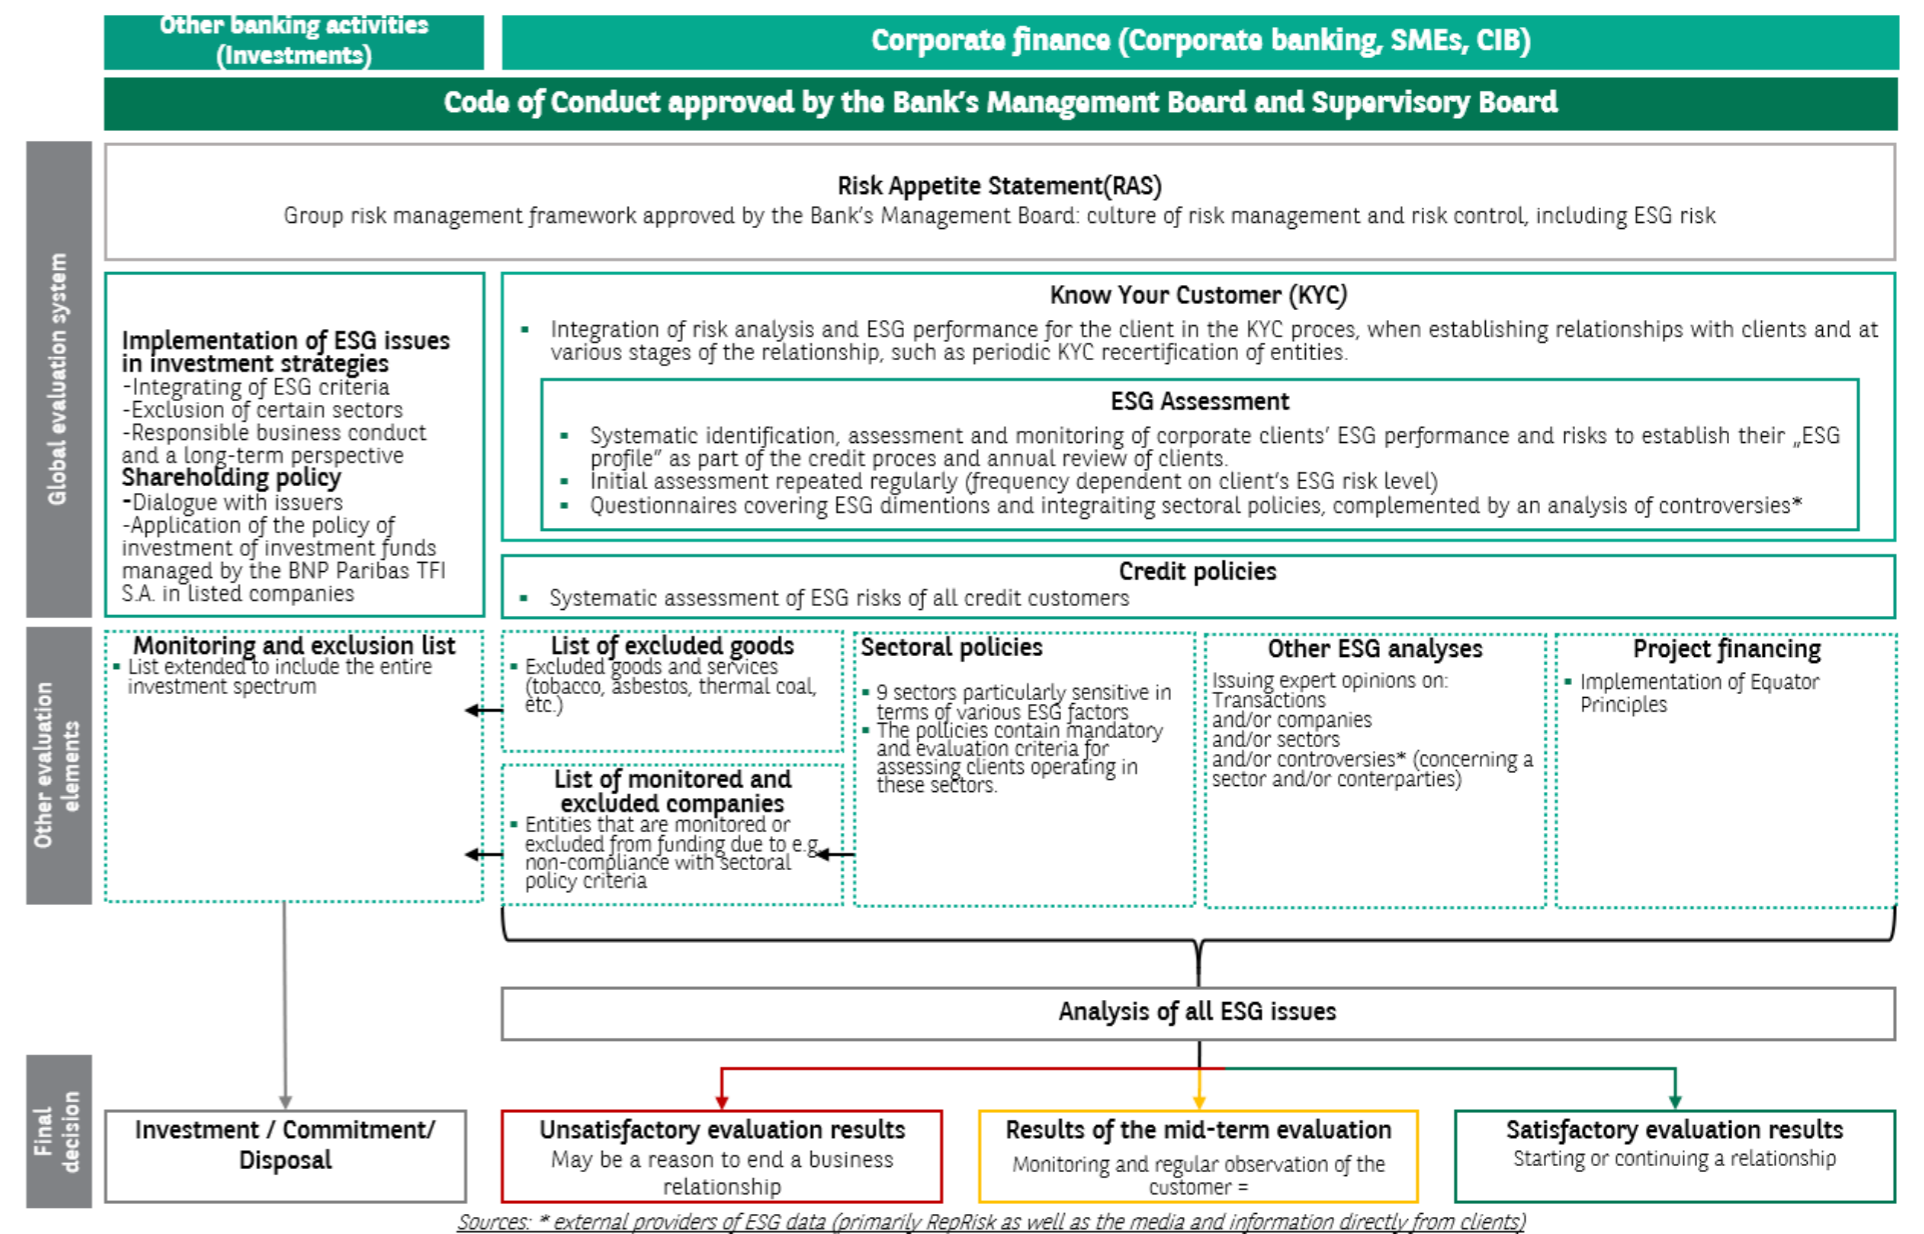 Other banking activities
(Investments)
Corporate finance (Corporate banking, SMEs, CIB)
Code of Conduct approved by the Bank's Management Board and Supervisory Board
Global evaluation system
Risk Appetite Statement(RAS)
Group risk management framework approved by the Bank's Management Board: culture of risk management and risk control, including ESG risk
Implementation of ESG issues
in investment strategies
-Integrating of ESG criteria
-Exclusion of certain sectors
-Responsible business conduct
and a long-term perspective
Shareholding policy
-Dialogue with issuers
-Application of the policy of
investment of investment funds
managed by the BNP Paribas TFI
S.A. in listed companies
Know Your Customer (KYC)
▪ Integration of risk analysis and ESG performance for the client in the KYC proces, when establishing relationships with clients and at
various stages of the relationship, such as periodic KYC recertification of entities.
ESG Assessment
▪ Systematic identification, assessment and monitoring of corporate clients' ESG performance and risks to establish their „ESG
profile" as part of the credit proces and annual review of clients.
▪ Initial assessment repeated regularly (frequency dependent on client's ESG risk level)
▪ Questionnaires covering ESG dimentions and integraiting sectoral policies, complemented by an analysis of controversies*
Credit policies
▪ Systematic assessment of ESG risks of all credit customers
Other evaluation
elements
Monitoring and exclusion list
▪ List extended to include the entire
investment spectrum
List of excluded goods
▪ Excluded goods and services
(tobacco, asbestos, thermal coal,
etc.)
List of monitored and
excluded companies
▪ Entities that are monitored or
excluded from funding due to e.g.
non-compliance with sectoral
policy criteria
Sectoral policies
▪ 9 sectors particularly sensitive in
terms of various ESG factors
▪ The pollicies contain mandatory
and evaluation criteria for
assessing clients operating in
these sectors.
Other ESG analyses
Issuing expert opinions on:
Transactions
and/or companies
and/or sectors
and/or controversies* (concerning a
sector and/or conterparties)
Project financing
▪ Implementation of Equator
Principles
Analysis of all ESG issues
Final
decision
Investment / Commitment/
Disposal
Unsatisfactory evaluation results
May be a reason to end a business
relationship
Results of the mid-term evaluation
Monitoring and regular observation of the
customer =
Satisfactory evaluation results
Starting or continuing a relationship
Sources: * external providers of ESG data (primarily RepRisk as well as the media and information directly from clients)